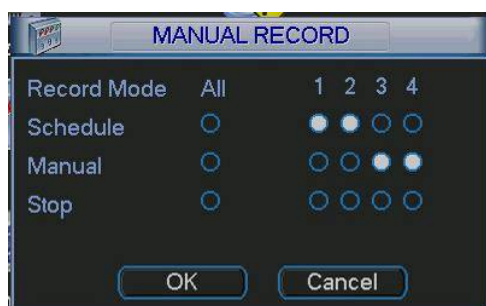 MANUAL RECORD
Record Mode All 1 2 3 4
Schedule
Manual
Stop
OK Cancel